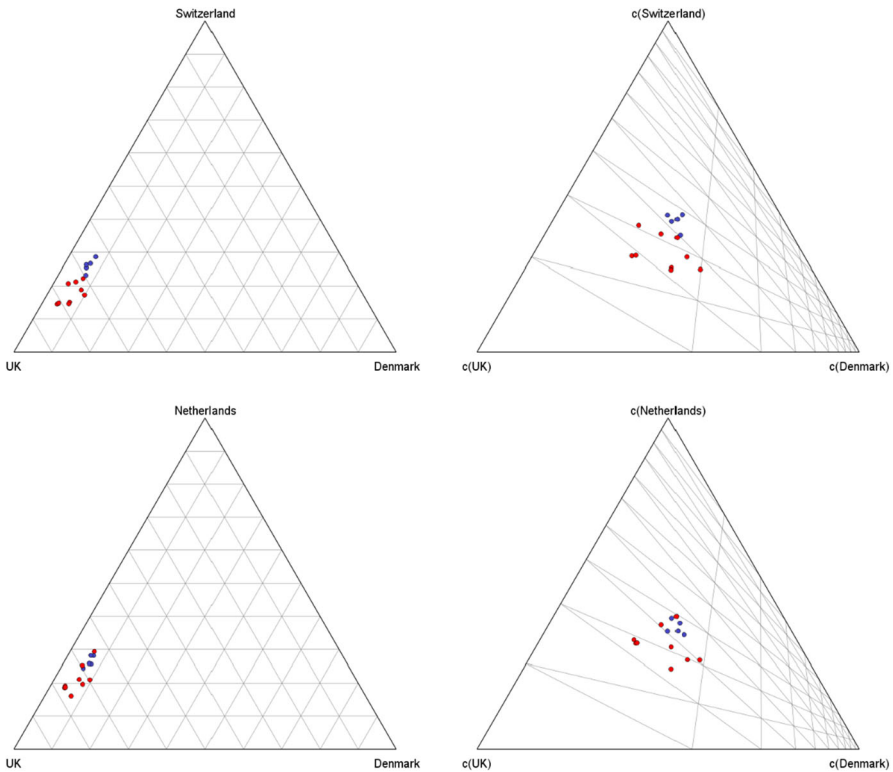 Switzerland
c(Switzerland)
UK
Denmark
c(UK)
c(Denmark)
Netherlands
c(Netherlands)
UK
Denmark
c(UK)
c(Denmark)